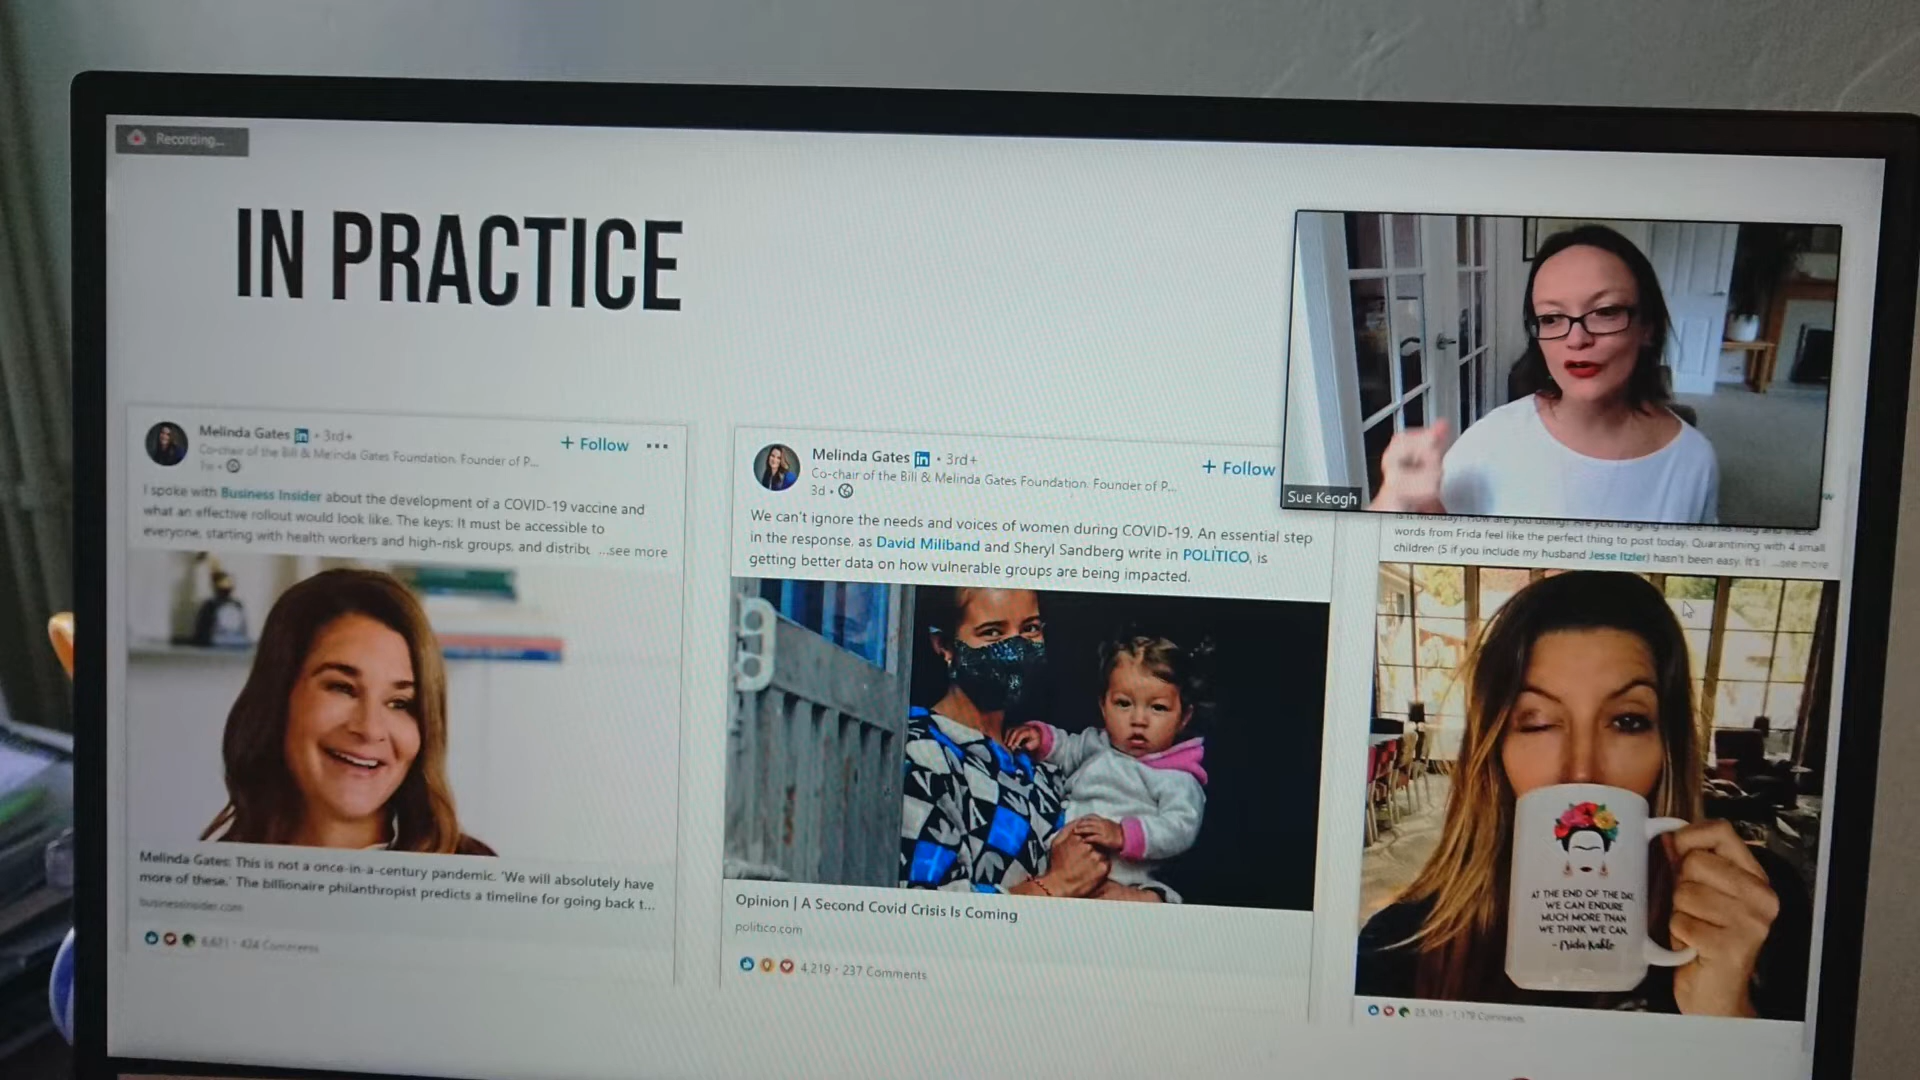 Recording...
IN PRACTICE
Melinda Gates in • 3rd+
Co-chair of the Bill & Melinda Gates Foundation. Founder of P...
1w •
+ Follow ...
I spoke with Business Insider about the development of a COVID-19 vaccine and
what an effective rollout would look like. The keys: It must be accessible to
everyone, starting with health workers and high-risk groups, and distribu ...see more
Melinda Gates: This is not a once-in-a-century pandemic. 'We will absolutely have
more of these.' The billionaire philanthropist predicts a timeline for going back t...
businessinsider.com
424 Comments
Melinda Gates in • 3rd+
Co-chair of the Bill & Melinda Gates Foundation. Founder of P...
3d •
+ Follow
We can't ignore the needs and voices of women during COVID-19. An essential step
in the response, as David Miliband and Sheryl Sandberg write in POLITICO, is
getting better data on how vulnerable groups are being impacted.
Opinion | A Second Covid Crisis Is Coming
politico.com
4,219 · 237 Comments
Sue Keogh
words from Frida feel like the perfect thing to post today. Quarantining with 4 small
children (5 if you include my husband Jesse Itzler) hasn't been easy. It's ...see more
AT THE END OF THE DAY
WE CAN ENDURE
MUCH MORE THAN
WE THINK WE CAN
- Frida Kahlo
Comments